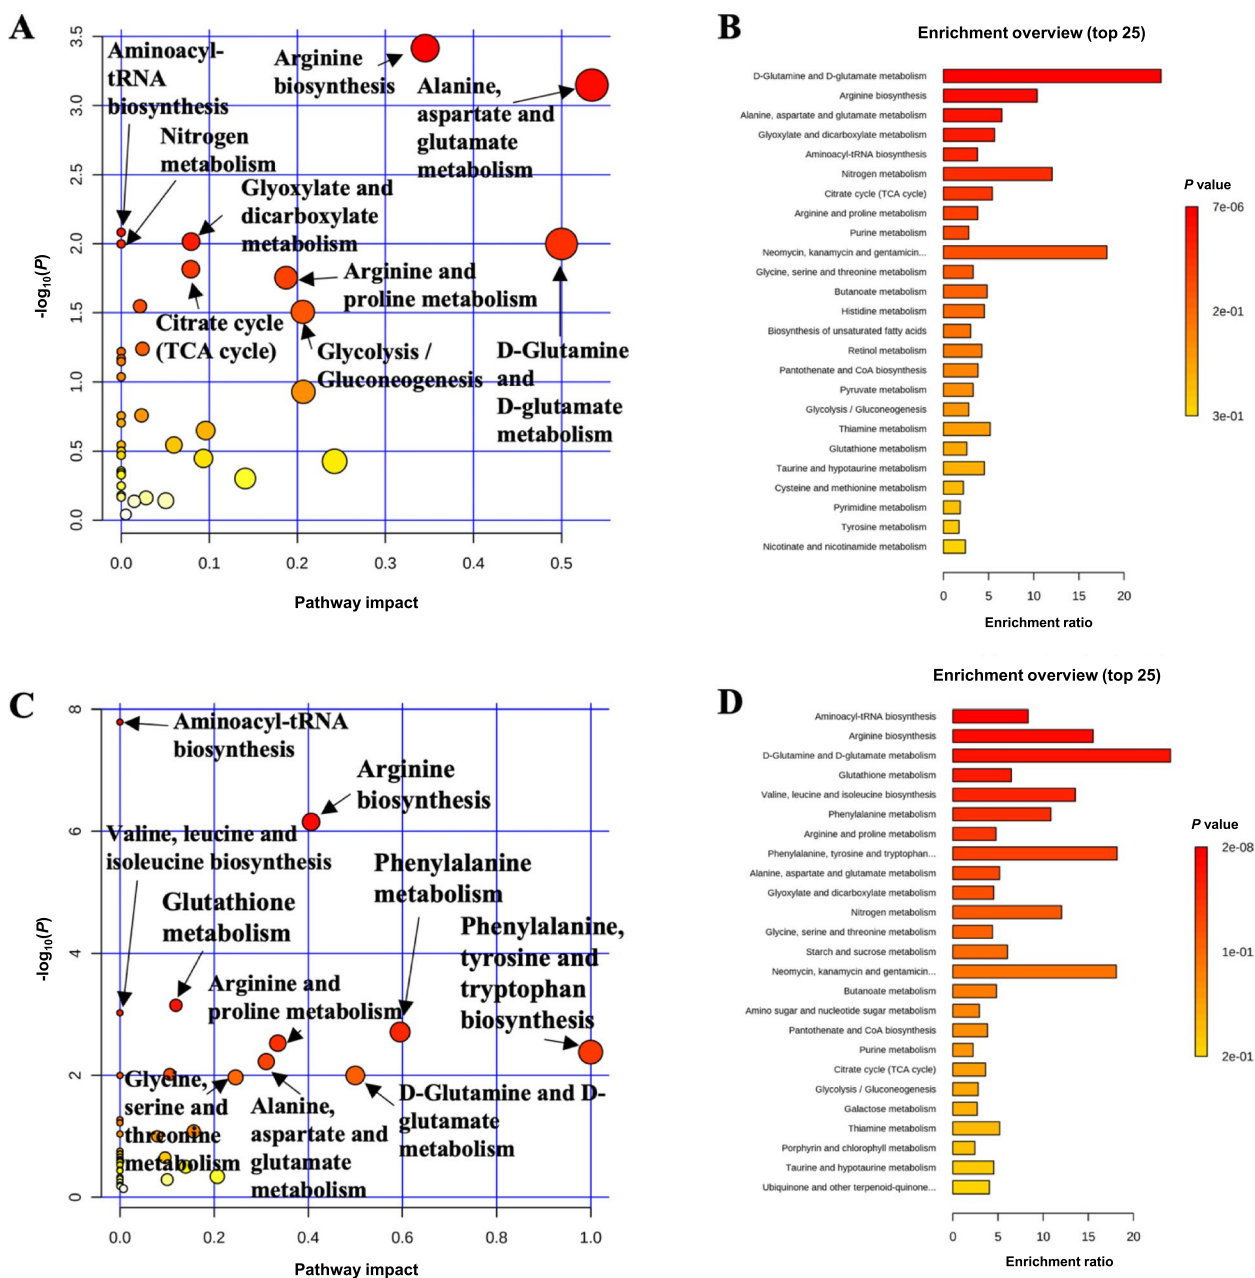 A
3.5
3.0
2.5
2.0
1.5
1.0
0.5
0.0
-log10(P)
Aminoacyl-
tRNA
biosynthesis
Nitrogen
metabolism
Arginine
biosynthesis
Alanine,
aspartate and
glutamate
metabolism
Glyoxylate and
dicarboxylate
metabolism
Arginine and
proline metabolism
Citrate cycle
(TCA cycle)
Glycolysis /
Gluconeogenesis
D-Glutamine
and
D-glutamate
metabolism
0.0 0.1 0.2 0.3 0.4 0.5
Pathway impact
B
Enrichment overview (top 25)
D-Glutamine and D-glutamate metabolism
Arginine biosynthesis
Alanine, aspartate and glutamate metabolism
Glyoxylate and dicarboxylate metabolism
Aminoacyl-tRNA biosynthesis
Nitrogen metabolism
Citrate cycle (TCA cycle)
Arginine and proline metabolism
Purine metabolism
Neomycin, kanamycin and gentamicin...
Glycine, serine and threonine metabolism
Butanoate metabolism
Histidine metabolism
Biosynthesis of unsaturated fatty acids
Retinol metabolism
Pantothenate and CoA biosynthesis
Pyruvate metabolism
Glycolysis / Gluconeogenesis
Thiamine metabolism
Glutathione metabolism
Taurine and hypotaurine metabolism
Cysteine and methionine metabolism
Pyrimidine metabolism
Tyrosine metabolism
Nicotinate and nicotinamide metabolism
0 5 10 15 20
Enrichment ratio
P value
7e-06
2e-01
3e-01
C
8
6
4
2
0
-log10(P)
Aminoacyl-tRNA
biosynthesis
Arginine
biosynthesis
Valine, leucine and
isoleucine biosynthesis
Phenylalanine
metabolism
Glutathione
metabolism
Phenylalanine,
tyrosine and
tryptophan
biosynthesis
Arginine and
proline metabolism
Glycine,
serine and
threonine
metabolism
Alanine,
aspartate and
glutamate
metabolism
D-Glutamine and D-
glutamate
metabolism
0.0 0.2 0.4 0.6 0.8 1.0
Pathway impact
D
Enrichment overview (top 25)
Aminoacyl-tRNA biosynthesis
Arginine biosynthesis
D-Glutamine and D-glutamate metabolism
Glutathione metabolism
Valine, leucine and isoleucine biosynthesis
Phenylalanine metabolism
Arginine and proline metabolism
Phenylalanine, tyrosine and tryptophan...
Alanine, aspartate and glutamate metabolism
Glyoxylate and dicarboxylate metabolism
Nitrogen metabolism
Glycine, serine and threonine metabolism
Starch and sucrose metabolism
Neomycin, kanamycin and gentamicin...
Butanoate metabolism
Amino sugar and nucleotide sugar metabolism
Pantothenate and CoA biosynthesis
Purine metabolism
Citrate cycle (TCA cycle)
Glycolysis / Gluconeogenesis
Galactose metabolism
Thiamine metabolism
Porphyrin and chlorophyll metabolism
Taurine and hypotaurine metabolism
Ubiquinone and other terpenoid-quinone...
0 5 10 15 20
Enrichment ratio
P value
2e-08
1e-01
2e-01